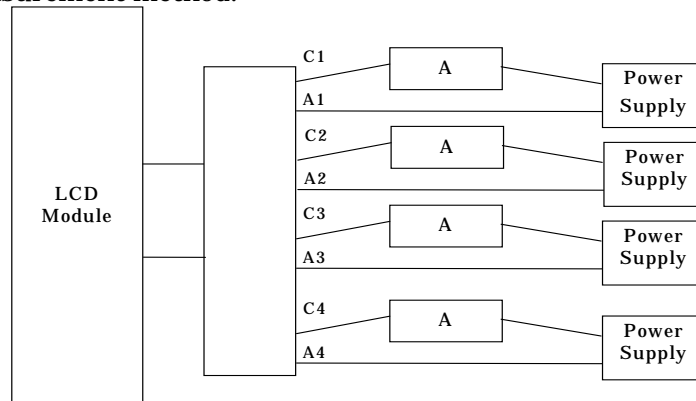 C1
A
Power
Supply
A1
C2
A
Power
Supply
A2
LCD
Module
C3
A
Power
Supply
A3
C4
A
Power
Supply
A4